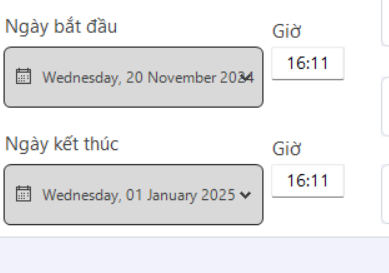 Ngày bắt đầu
Giờ
Wednesday, 20 November 2024
16:11
Ngày kết thúc
Giờ
Wednesday, 01 January 2025
16:11